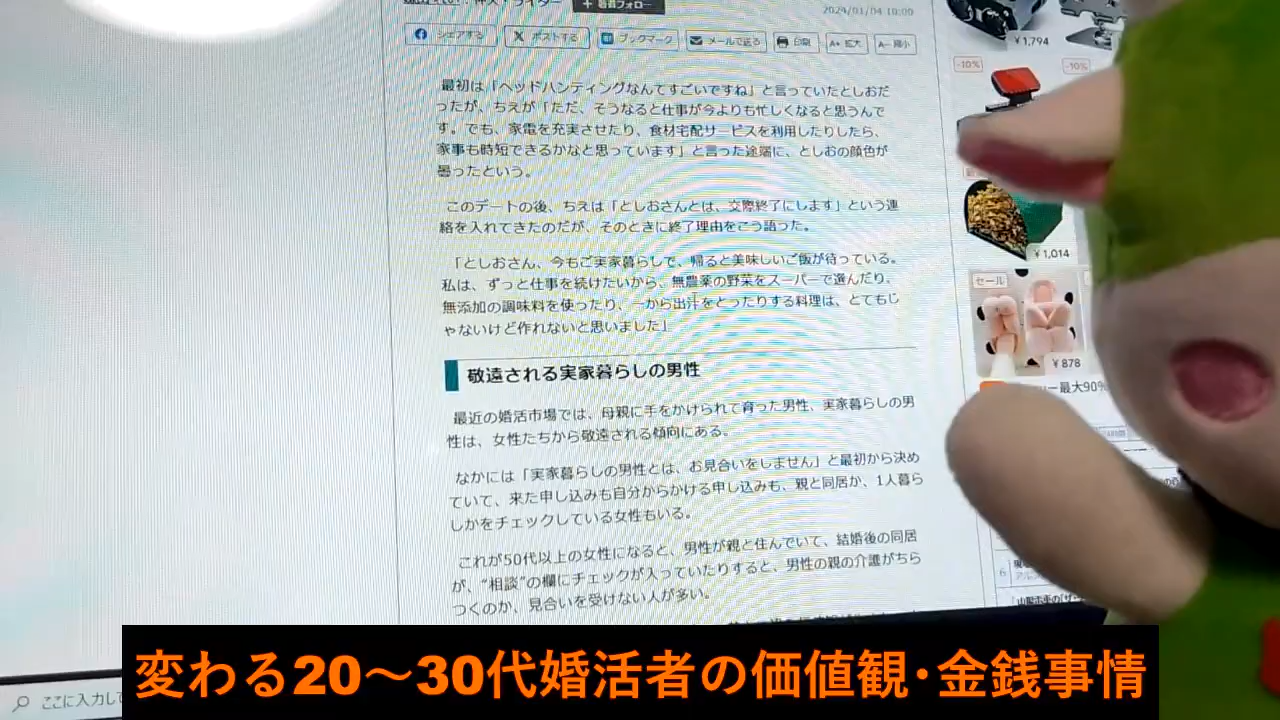 + 著者フォロー
2024/01/04 10:00
シェアする
ポストする
ブックマーク
メールで送る
印刷
A+ 拡大
A- 縮小
最初は「ヘッドハンティングなんてすごいですね」と言っていたとしおだ
ったが、ちえが「ただ、そうなると仕事が今よりも忙しくなると思うんで
す。でも、家電を充実させたり、食材宅配サービスを利用したりしたら、
家事も時短できるかなと思っています」と言った途端に、としおの顔色が
曇ったという。
このデートの後、ちえは「としおさんとは、交際終了にします」という連
絡を入れてきたのだが、そのときに終了理由をこう語った。
「としおさん、今もご実家暮らしで、帰ると美味しいご飯が待っている。
私は、ずっと仕事を続けたいから、無農薬の野菜をスーパーで選んだり、
無添加の調味料を使ったり、一から出汁をとったりする料理は、とてもじ
ゃないけど作れないと思いました」
敬遠される実家暮らしの男性
最近の婚活市場では、母親に手をかけられて育った男性、実家暮らしの男
性は、女性たちから敬遠される傾向にある。
なかには「実家暮らしの男性とは、お見合いをしません」と最初から決め
ていて、来た申し込みも自分からかける申し込みも、親と同居か、1人暮ら
しかをチェックしている女性もいる。
これが50代以上の女性になると、男性が親と住んでいて、結婚後の同居
が、“相談”の欄にチェックが入っていたりすると、男性の親の介護がちら
つくのか、見合いを受けない人が多い。
¥1,794
-10%
-10%
¥1,014
セール
¥878
ー最大90%
6
ここに入力して
変わる20〜30代婚活者の価値観・金銭事情